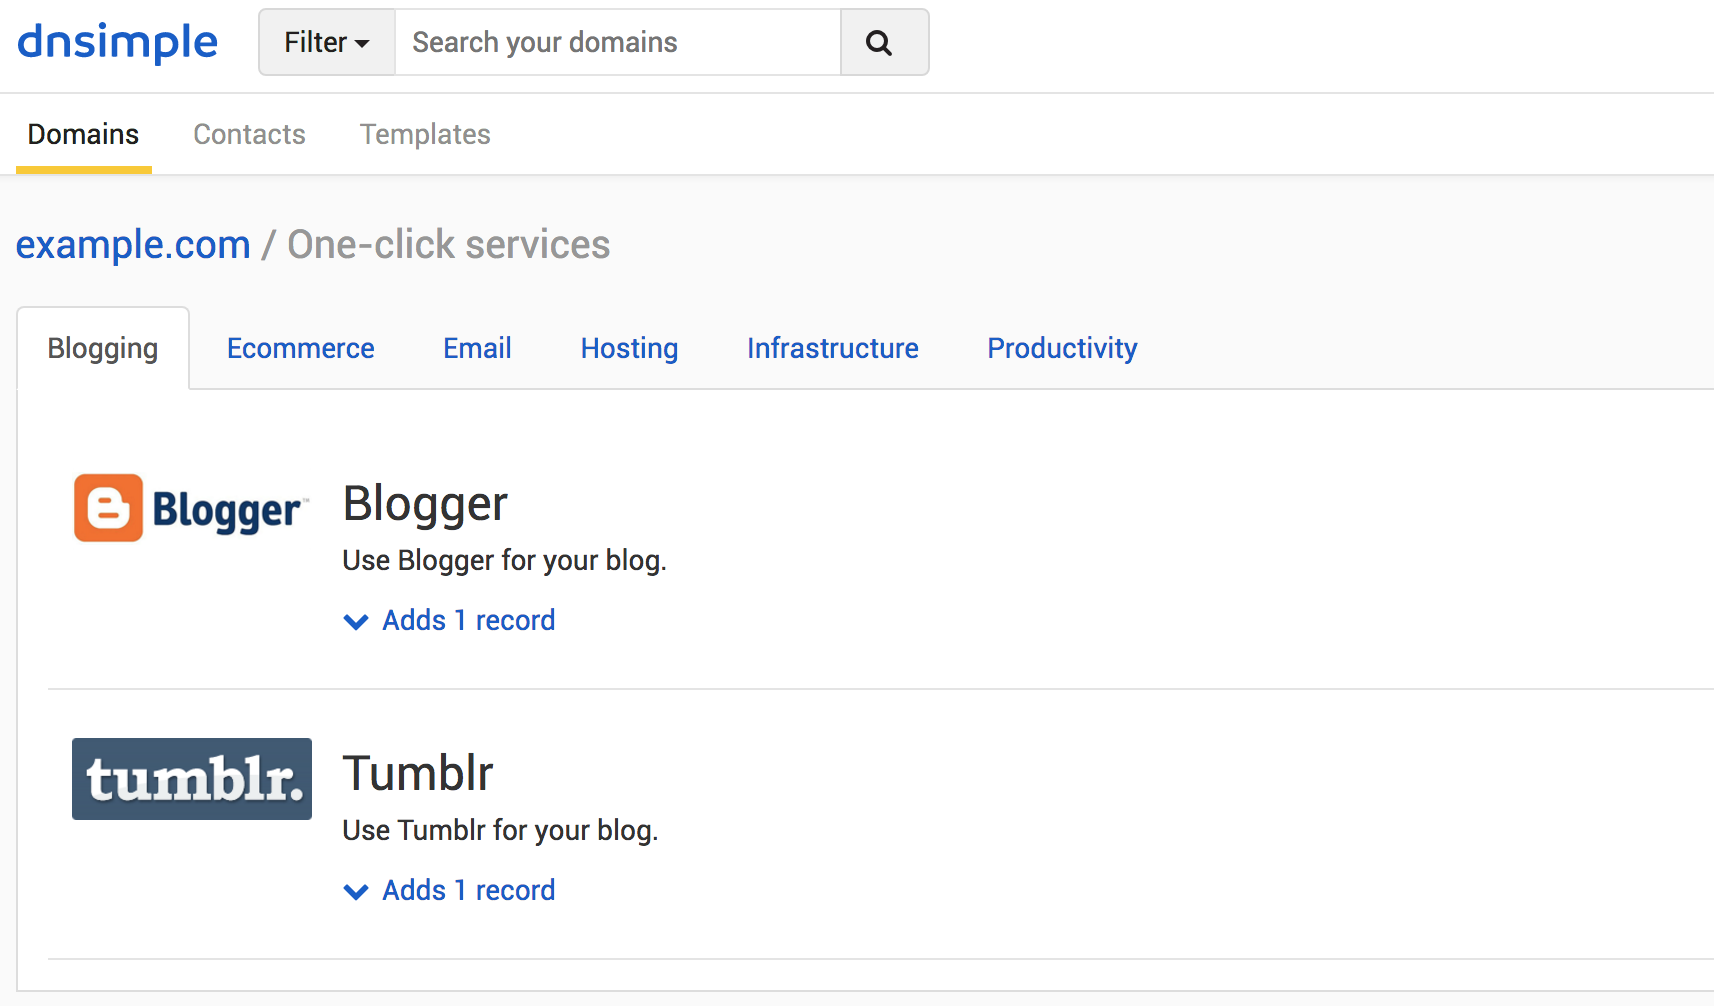 dnsimple
Filter
Search your domains
Domains Contacts Templates
example.com / One-click services
Blogging Ecommerce Email Hosting Infrastructure Productivity
Blogger™
Blogger
Use Blogger for your blog.
Adds 1 record
tumblr.
Tumblr
Use Tumblr for your blog.
Adds 1 record